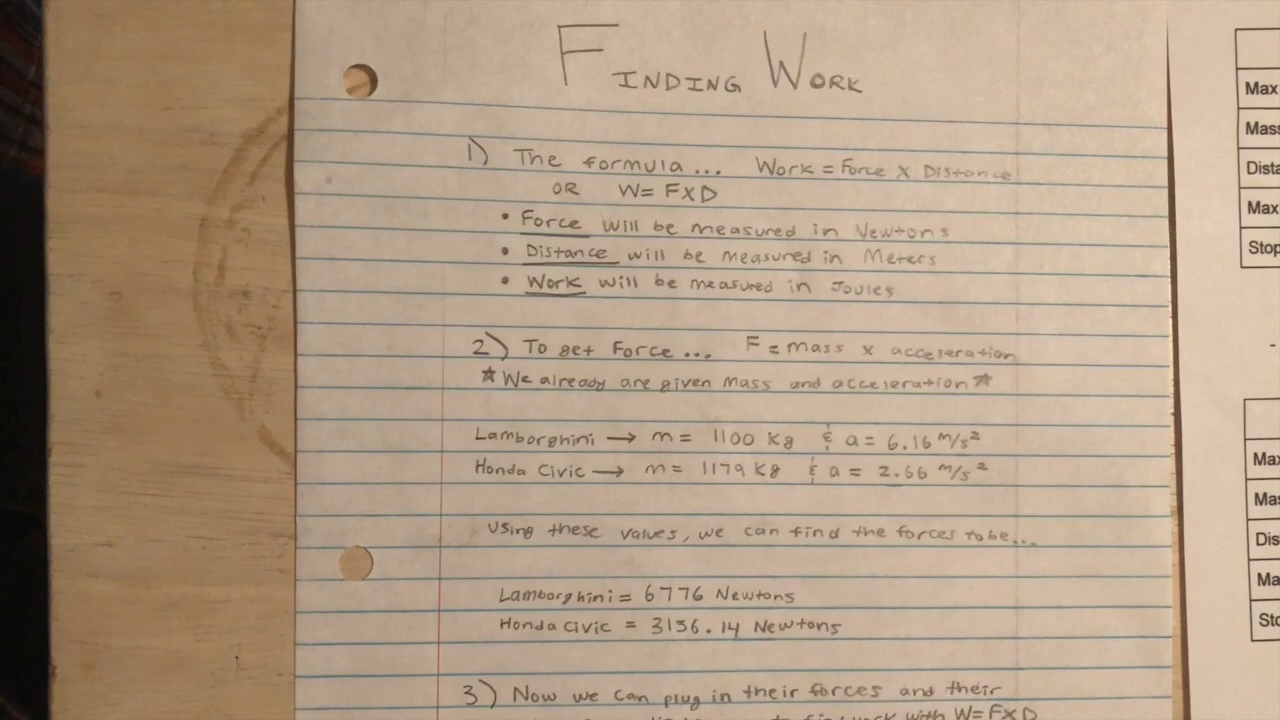 FINDING WORK
1) The formula... Work = Force X Distance
OR W= FXD
• Force will be measured in Newtons
• Distance will be measured in Meters
• Work will be measured in Joules
2) To get Force... F = mass x acceleration
★ We already are given mass and acceleration ★
Lamborghini → m = 1100 kg & a = 6.16 m/s²
Honda Civic → m = 1179 kg & a = 2.66 m/s²
Using these values, we can find the forces to be...
Lamborghini = 6776 Newtons
Honda Civic = 3136.14 Newtons
3) Now we can plug in their forces and their
with W=FXD
Max
Mass
Dista
Max
Stop
-
Max
Mas
Dis
Ma
Sto